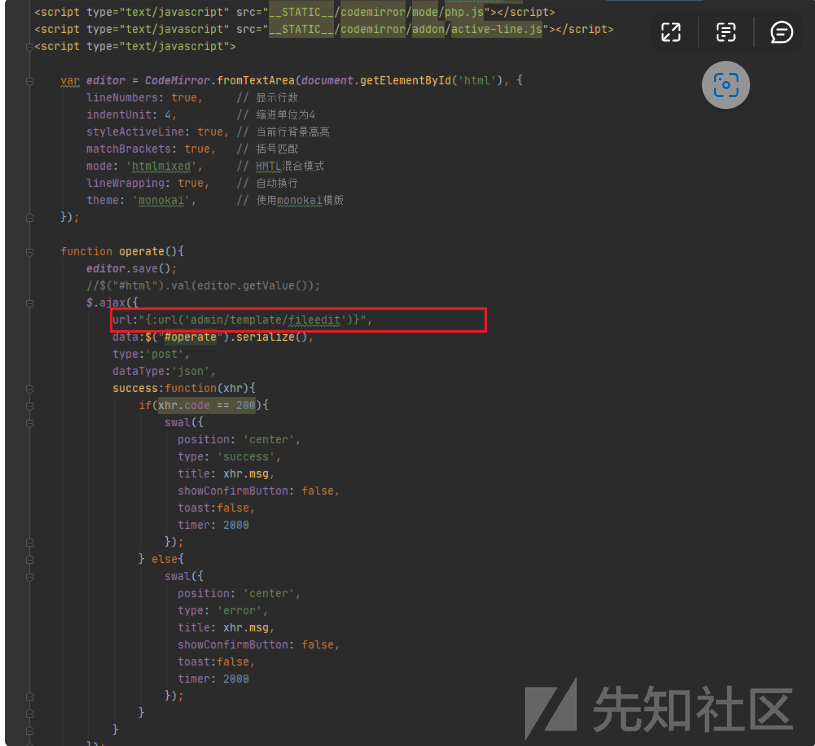 <script type="text/javascript" src="__STATIC__/codemirror/mode/php.js"></script>
<script type="text/javascript" src="__STATIC__/codemirror/addon/active-line.js"></script>
<script type="text/javascript">
var editor = CodeMirror.fromTextArea(document.getElementById('html'), {
lineNumbers: true, // 显示行数
indentUnit: 4, // 缩进单位为4
styleActiveLine: true, // 当前行背景高亮
matchBrackets: true, // 括号匹配
mode: 'htmlmixed', // HMTL混合模式
lineWrapping: true, // 自动换行
theme: 'monokai', // 使用monokai模版
});
function operate(){
editor.save();
//$("#html").val(editor.getValue());
$.ajax({
url:"{:url('admin/template/fileedit')}",
data:$("#operate").serialize(),
type:'post',
dataType:'json',
success:function(xhr){
if(xhr.code == 200){
swal({
position: 'center',
type: 'success',
title: xhr.msg,
showConfirmButton: false,
toast:false,
timer: 2000
});
} else{
swal({
position: 'center',
type: 'error',
title: xhr.msg,
showConfirmButton: false,
toast:false,
timer: 2000
});
}
}
});
先知社区